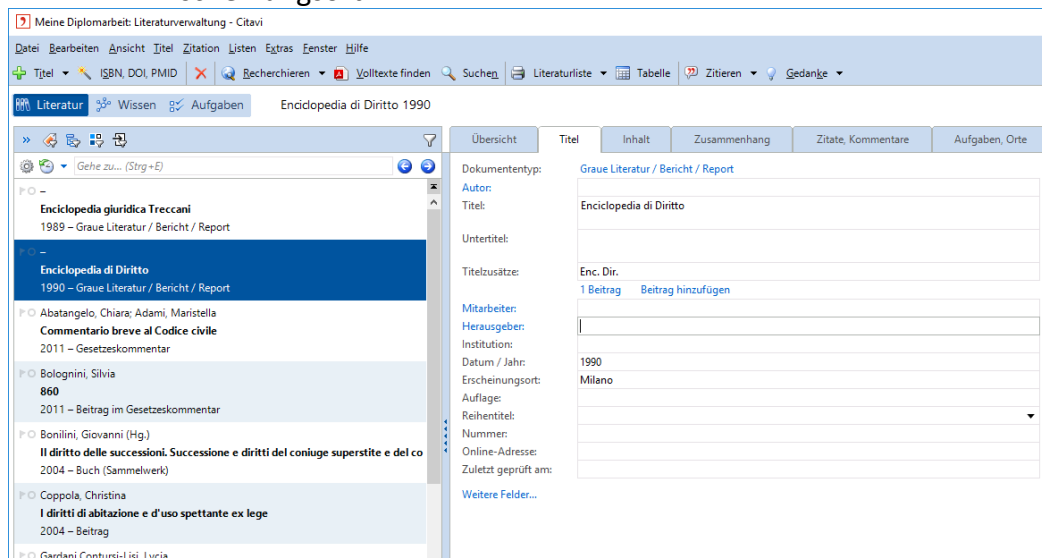 Meine Diplomarbeit: Literaturverwaltung - Citavi
Datei Bearbeiten Ansicht Titel Zitation Listen Extras Fenster Hilfe
Titel ISBN, DOI, PMID Recherchieren Volltexte finden Suchen Literaturliste Tabelle Zitieren Gedanke
Literatur Wissen Aufgaben Enciclopedia di Diritto 1990
Gehe zu... (Strg+E)
–
Enciclopedia giuridica Treccani
1989 – Graue Literatur / Bericht / Report
–
Enciclopedia di Diritto
1990 – Graue Literatur / Bericht / Report
Abatangelo, Chiara; Adami, Maristella
Commentario breve al Codice civile
2011 – Gesetzeskommentar
Bolognini, Silvia
860
2011 – Beitrag im Gesetzeskommentar
Bonilini, Giovanni (Hg.)
Il diritto delle successioni. Successione e diritti del coniuge superstite e del co
2004 – Buch (Sammelwerk)
Coppola, Christina
I diritti di abitazione e d'uso spettante ex lege
2004 – Beitrag
Gardani Contursi-Lisi, Lycia
Übersicht Titel Inhalt Zusammenhang Zitate, Kommentare Aufgaben, Orte
Dokumententyp: Graue Literatur / Bericht / Report
Autor:
Titel: Enciclopedia di Diritto
Untertitel:
Titelzusätze: Enc. Dir.
1 Beitrag Beitrag hinzufügen
Mitarbeiter:
Herausgeber:
Institution:
Datum / Jahr: 1990
Erscheinungsort: Milano
Auflage:
Reihentitel:
Nummer:
Online-Adresse:
Zuletzt geprüft am:
Weitere Felder...